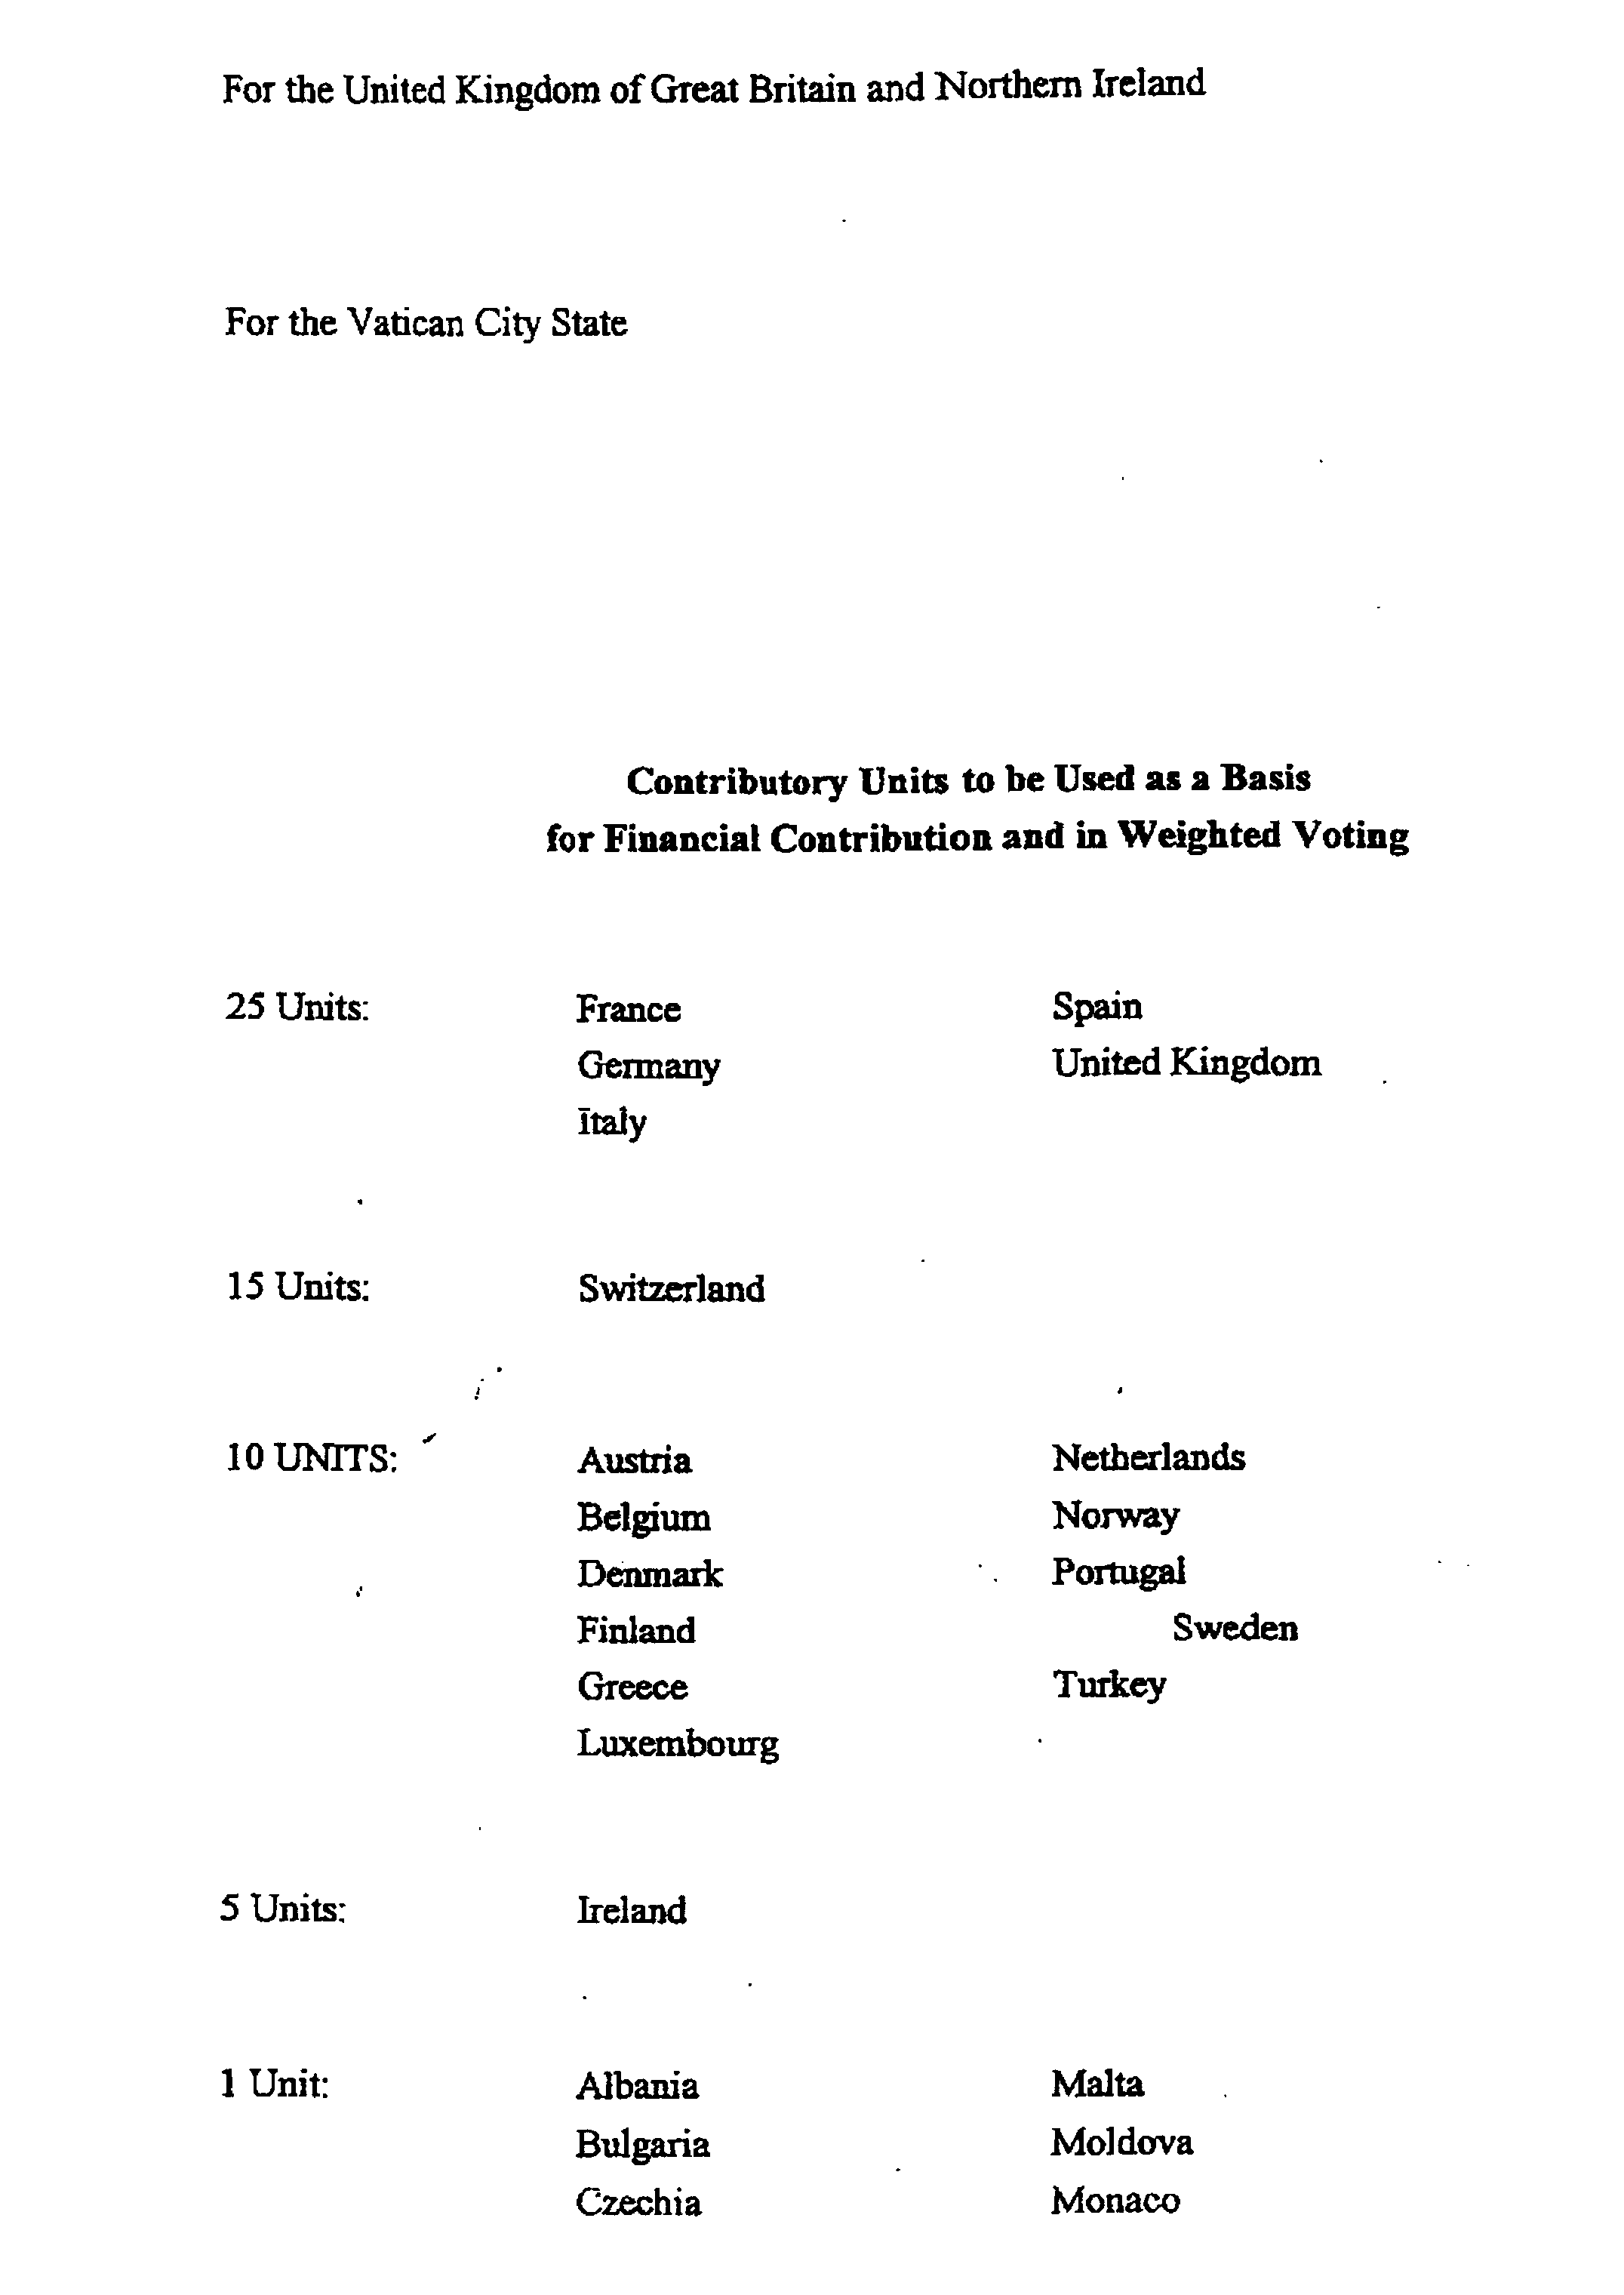 For the United Kingdom of Great Britain and Northern Ireland
For the Vatican City State
Contributory Units to be Used as a Basis
for Financial Contribution and in Weighted Voting
25 Units: France Spain
Germany United Kingdom
Italy
15 Units: Switzerland
10 UNITS: Austria Netherlands
Belgium Norway
Denmark Portugal
Finland Sweden
Greece Turkey
Luxembourg
5 Units: Ireland
1 Unit: Albania Malta
Bulgaria Moldova
Czechia Monaco